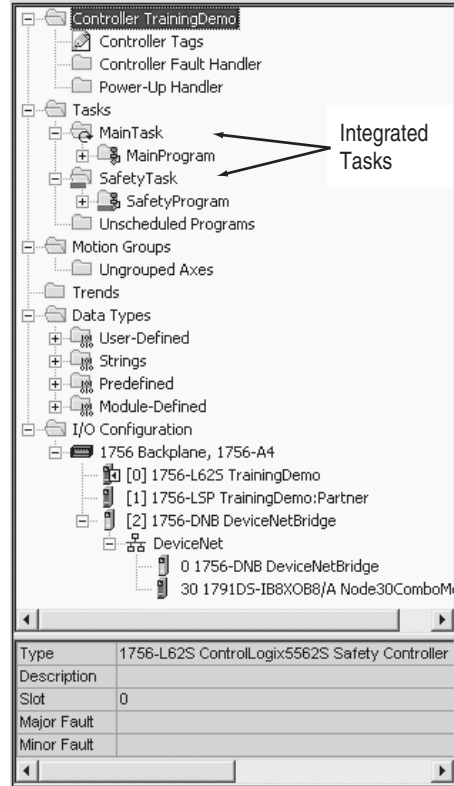 Controller TrainingDemo
Controller Tags
Controller Fault Handler
Power-Up Handler
Tasks
MainTask
MainProgram
SafetyTask
SafetyProgram
Unscheduled Programs
Integrated
Tasks
Motion Groups
Ungrouped Axes
Trends
Data Types
User-Defined
Strings
Predefined
Module-Defined
I/O Configuration
1756 Backplane, 1756-A4
[0] 1756-L62S TrainingDemo
[1] 1756-LSP TrainingDemo:Partner
[2] 1756-DNB DeviceNetBridge
DeviceNet
0 1756-DNB DeviceNetBridge
30 1791DS-IB8XOB8/A Node30ComboMo
Type 1756-L62S ControlLogix5562S Safety Controller
Description
Slot 0
Major Fault
Minor Fault